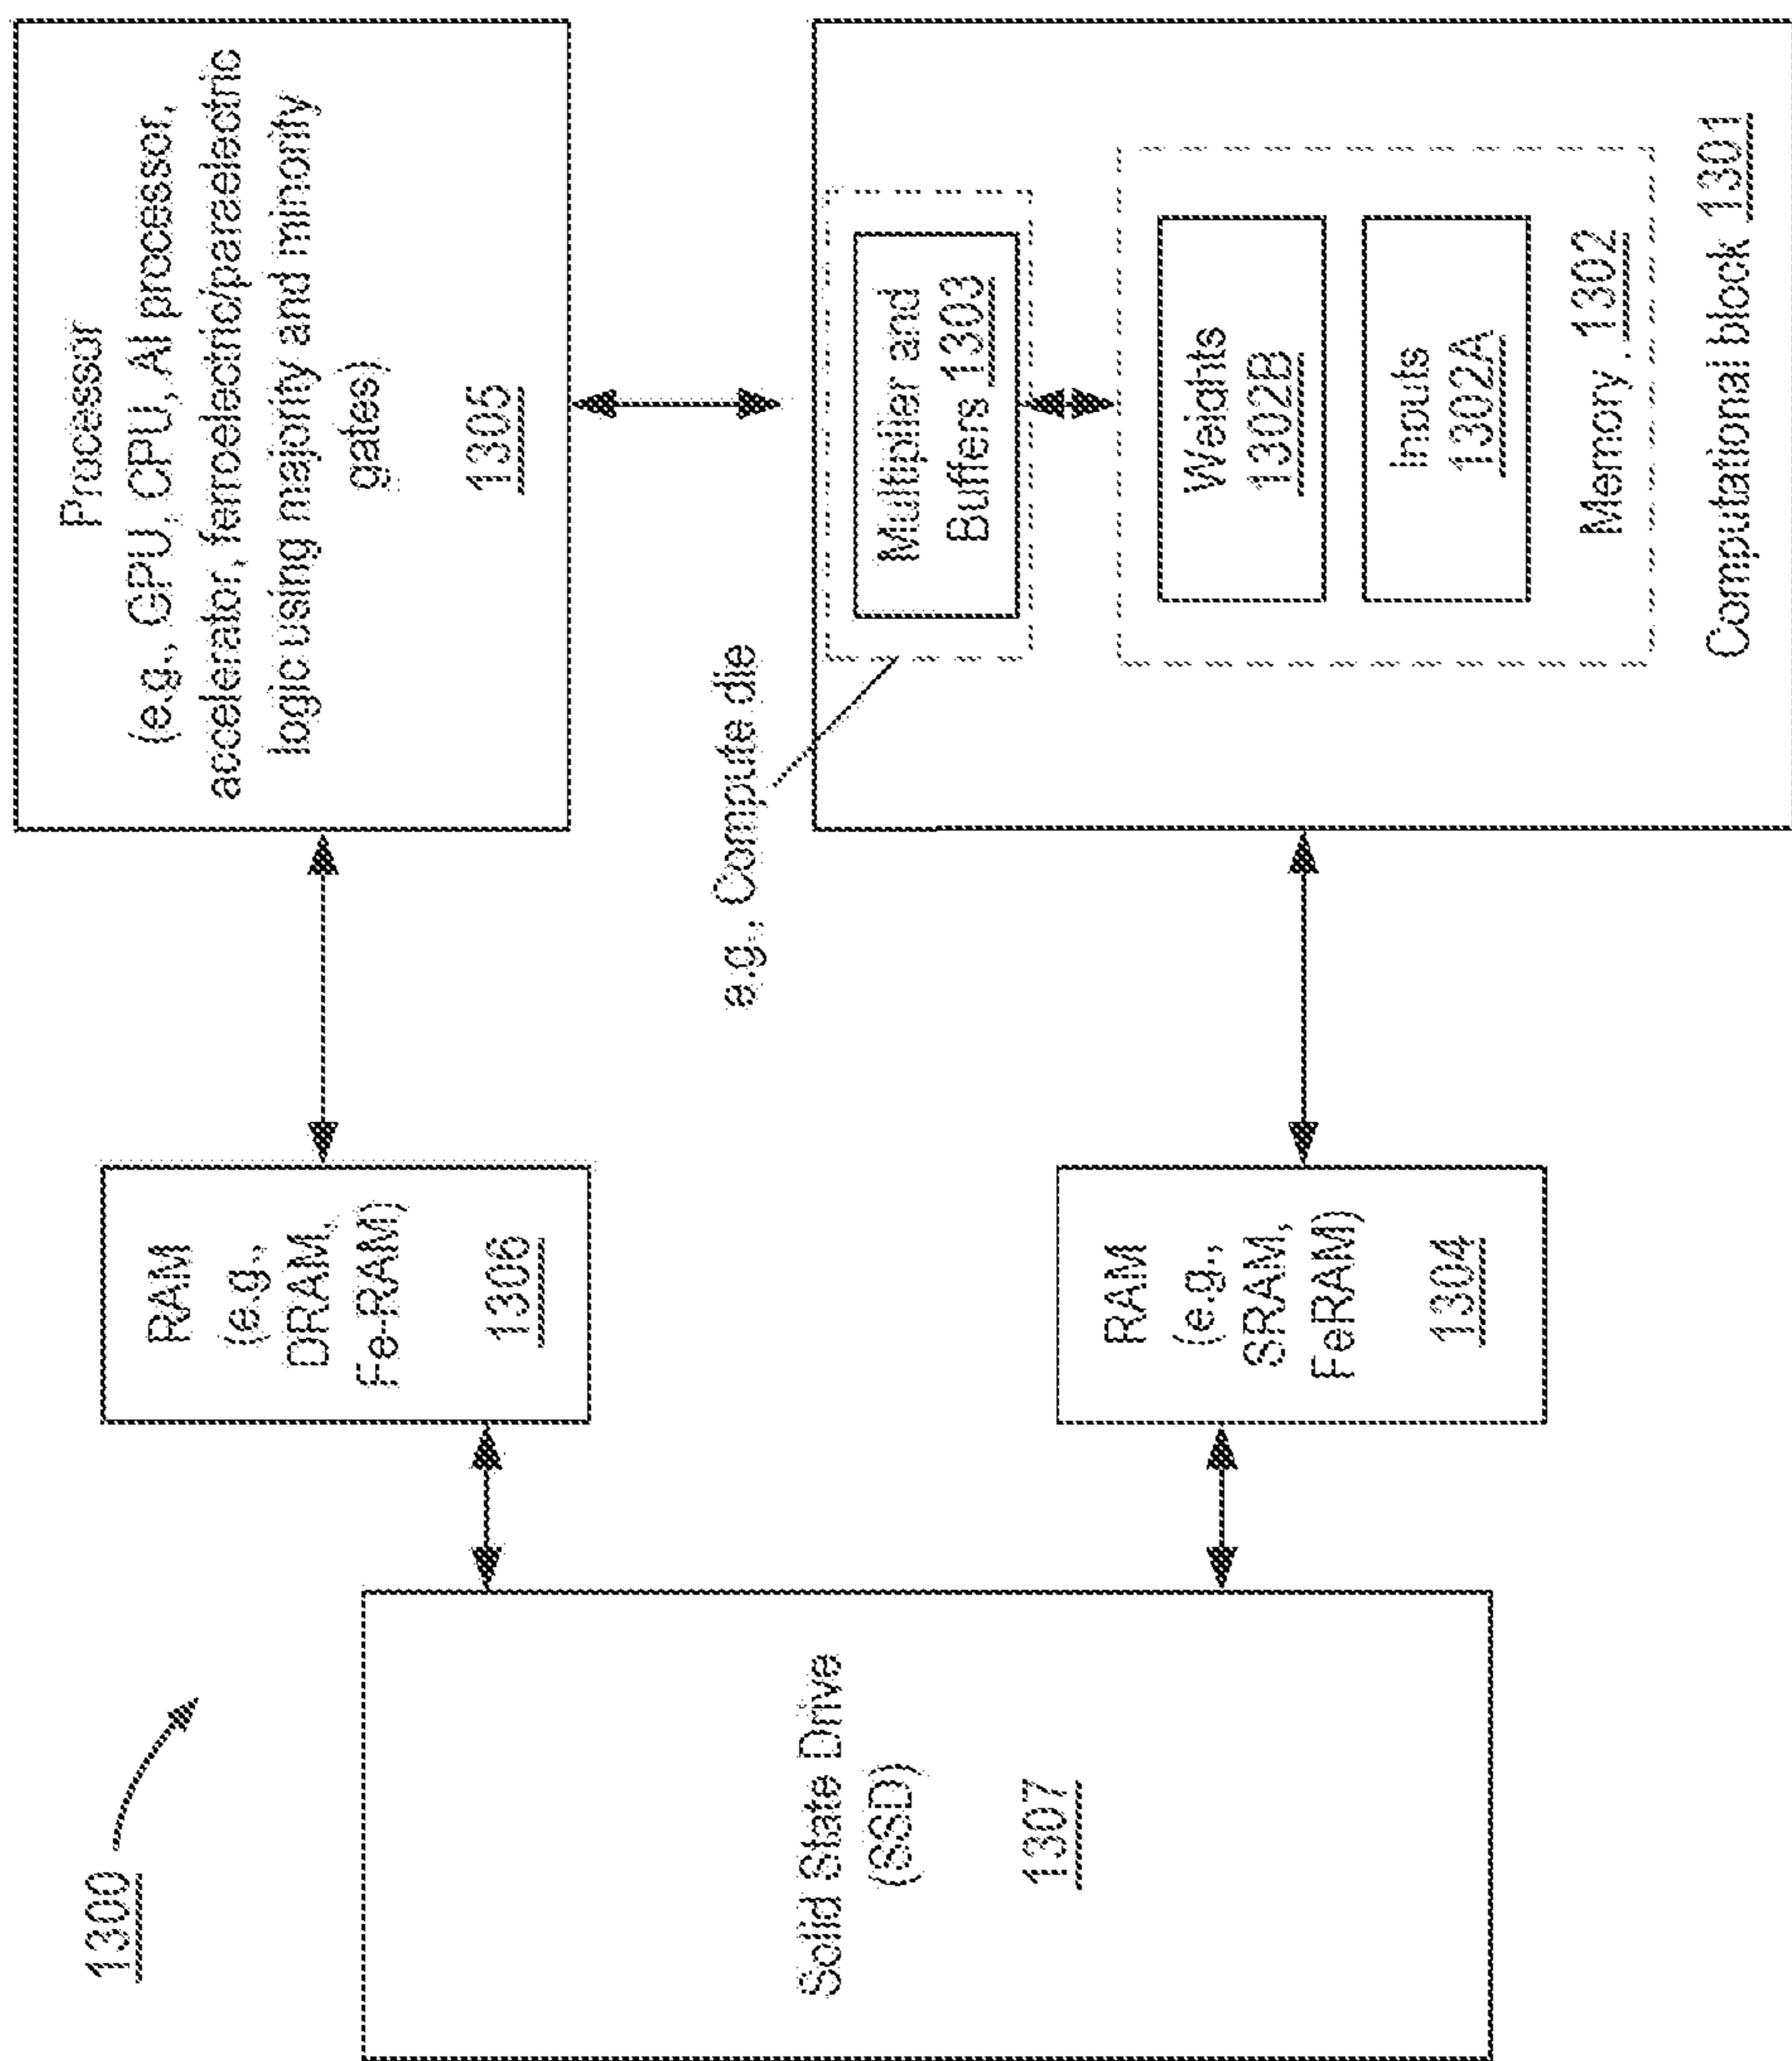 1300
Solid State Drive
(SSD)
1307
RAM
(e.g.,
DRAM,
Fe-RAM)
1306
RAM
(e.g.,
SRAM,
FeRAM)
1304
Processor
(e.g., GPU, CPU, AI processor,
accelerator, ferroelectric/paraelectric
logic using majority and minority
gates)
1305
e.g., Compute die
Multiplier and
Buffers 1303
Weights
1302B
Inputs
1302A
Memory 1302
Computational block 1301